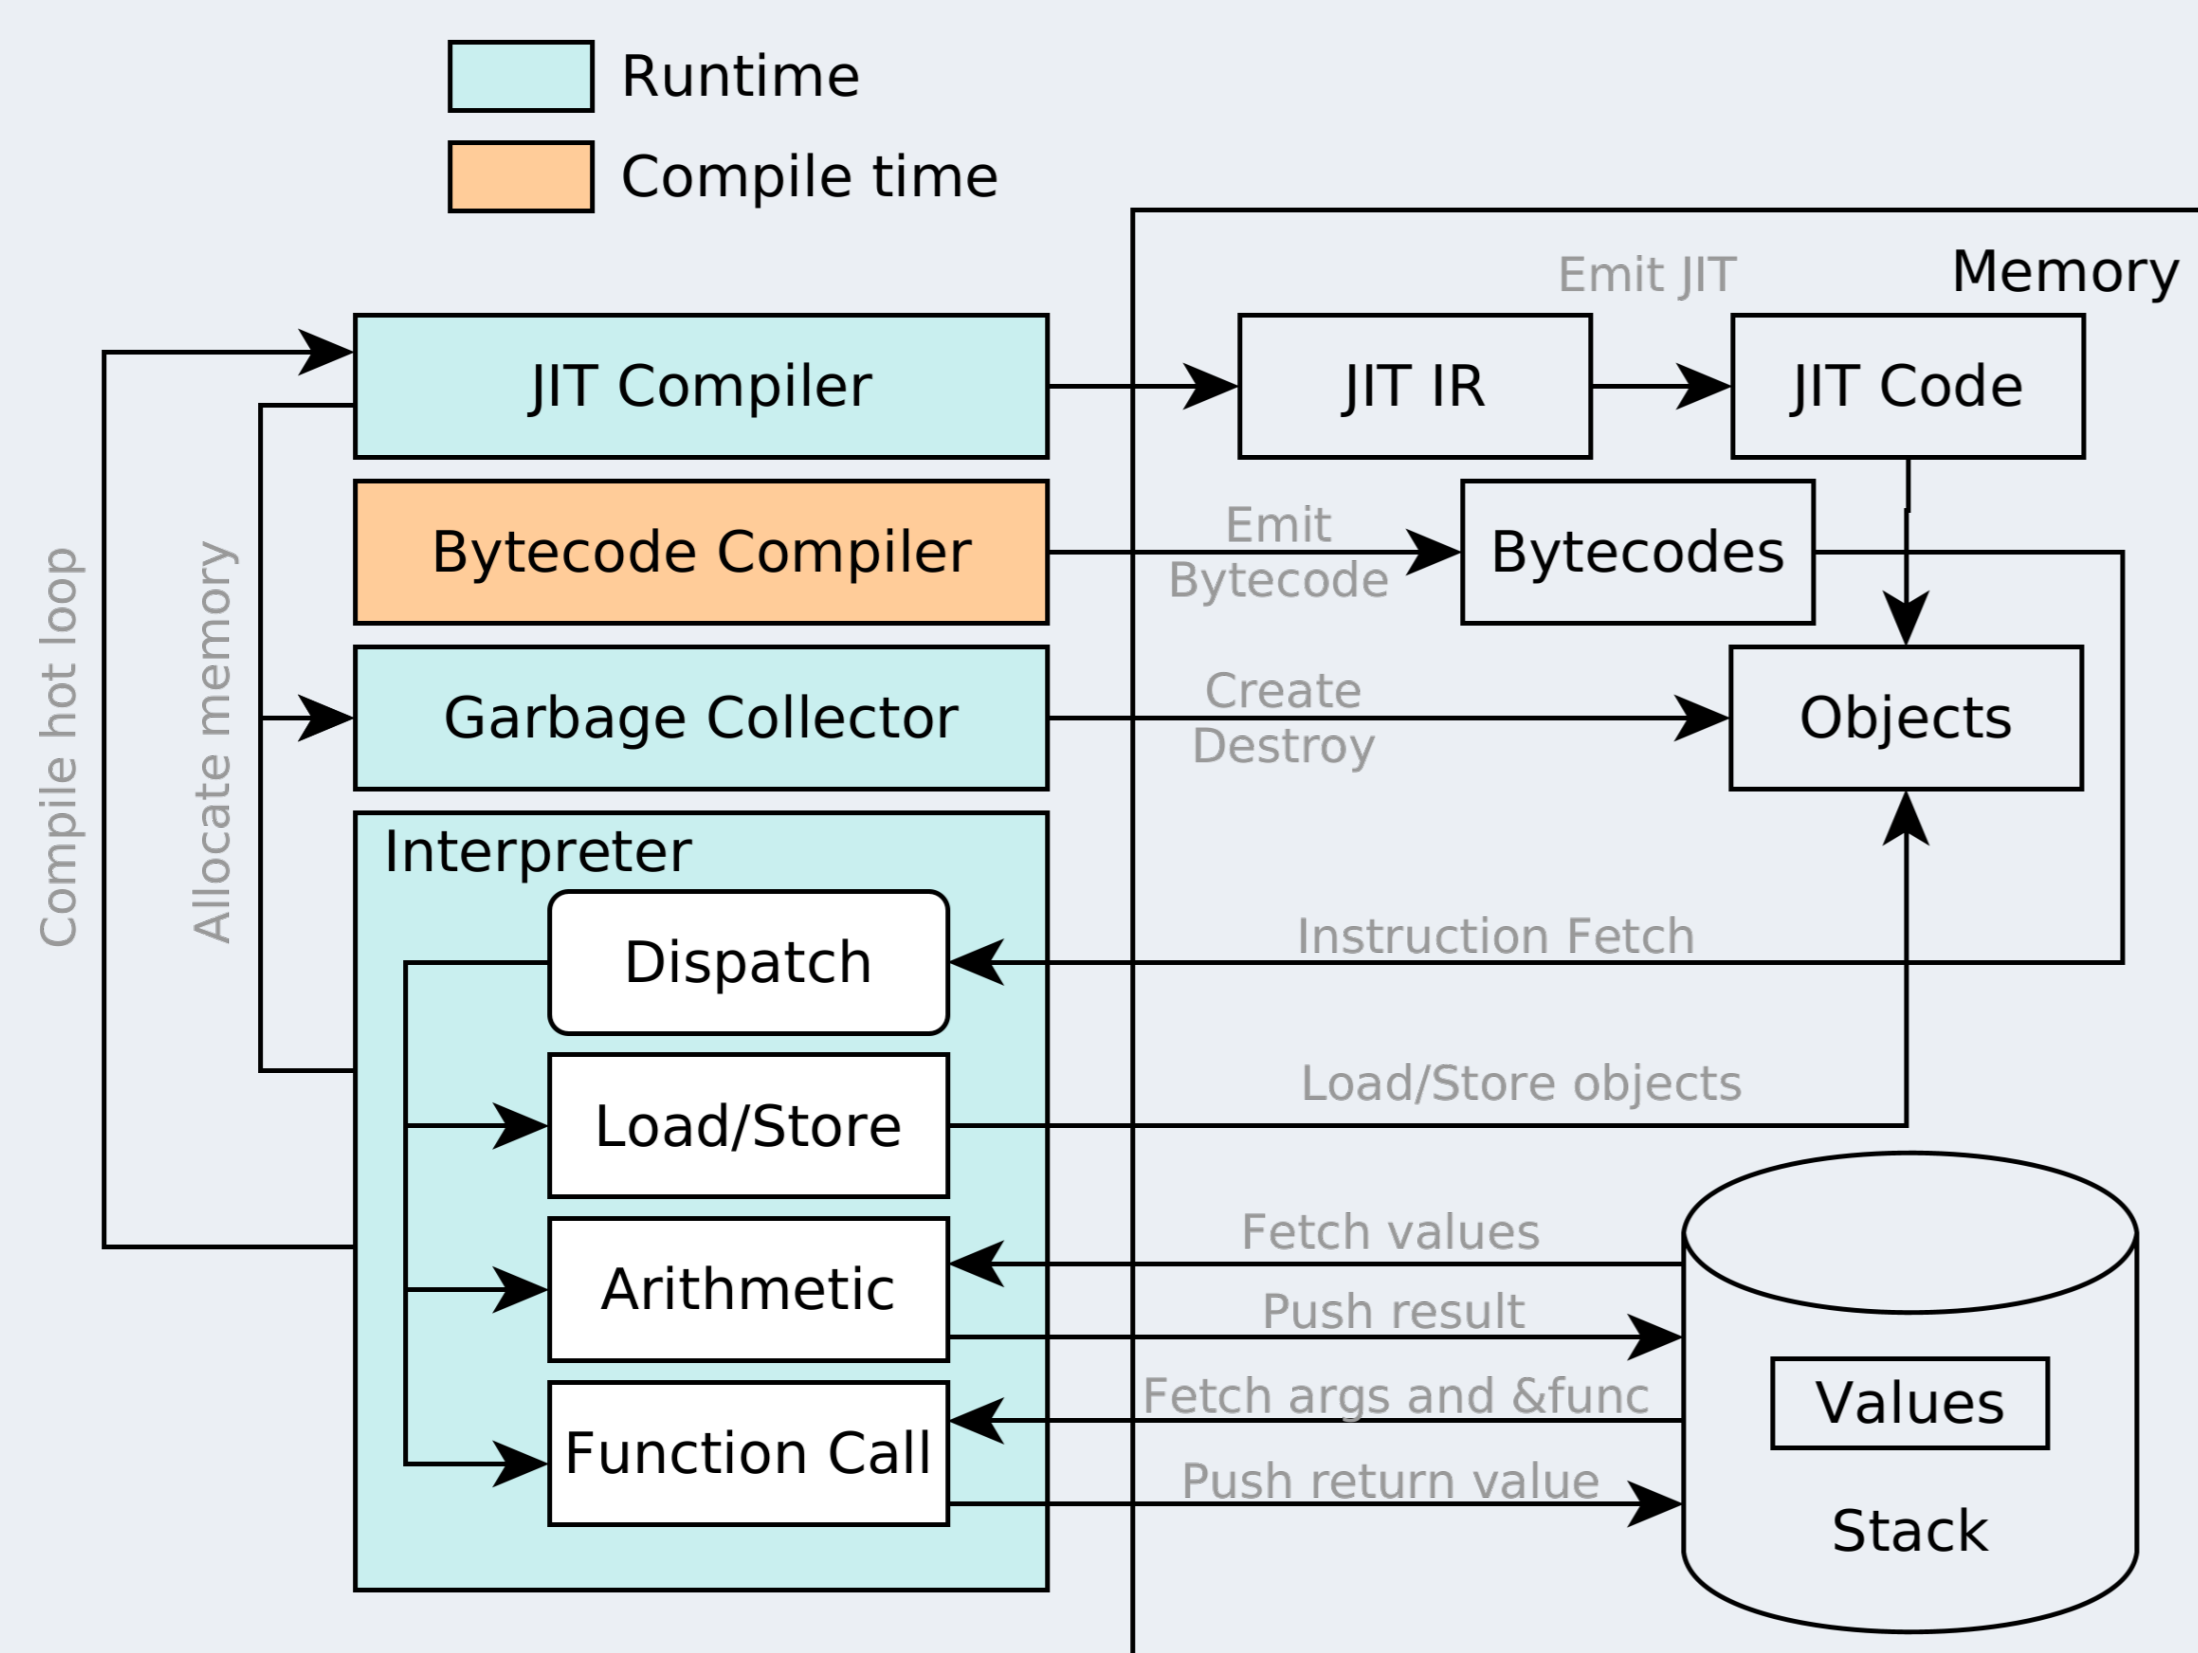 Runtime
Compile time
Memory
Emit JIT
JIT Compiler
JIT IR
JIT Code
Bytecode Compiler
Emit
Bytecode
Bytecodes
Garbage Collector
Create
Destroy
Objects
Compile hot loop
Allocate memory
Interpreter
Dispatch
Instruction Fetch
Load/Store
Load/Store objects
Arithmetic
Fetch values
Push result
Function Call
Fetch args and &func
Push return value
Values
Stack